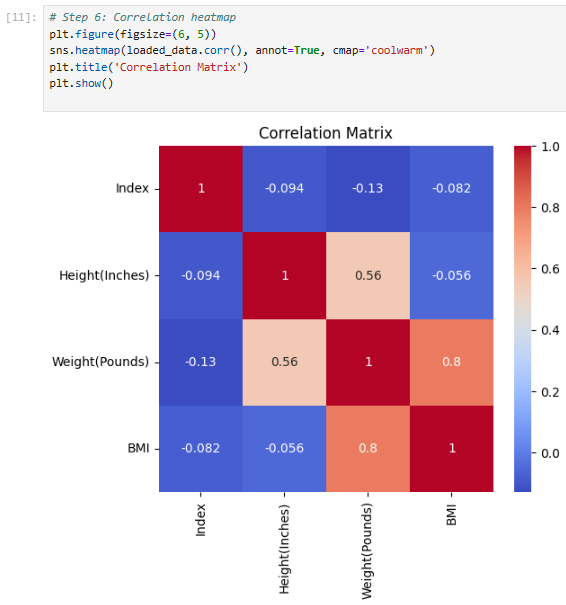 [11]: # Step 6: Correlation heatmap
plt.figure(figsize=(6, 5))
sns.heatmap(loaded_data.corr(), annot=True, cmap='coolwarm')
plt.title('Correlation Matrix')
plt.show()
Correlation Matrix
Index 1 -0.094 -0.13 -0.082
Height(Inches) -0.094 1 0.56 -0.056
Weight(Pounds) -0.13 0.56 1 0.8
BMI -0.082 -0.056 0.8 1
Index
Height(Inches)
Weight(Pounds)
BMI
1.0
0.8
0.6
0.4
0.2
0.0